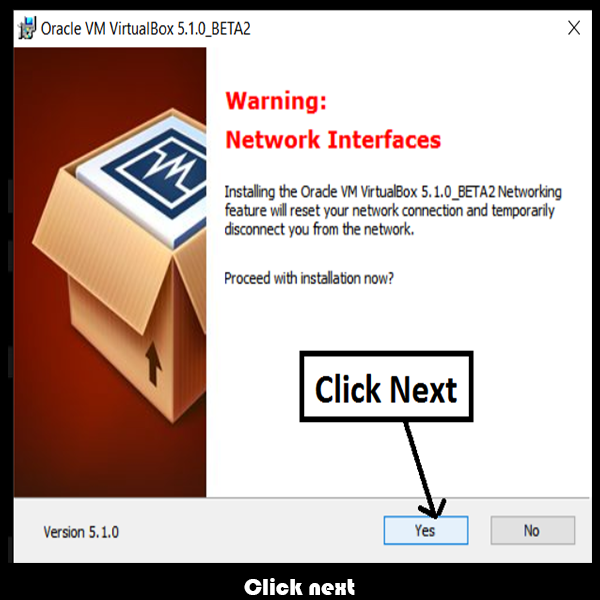 Oracle VM VirtualBox 5.1.0_BETA2
Warning:
Network Interfaces
Installing the Oracle VM VirtualBox 5.1.0_BETA2 Networking
feature will reset your network connection and temporarily
disconnect you from the network.
Proceed with installation now?
Click Next
Version 5.1.0
Yes
No
Click next